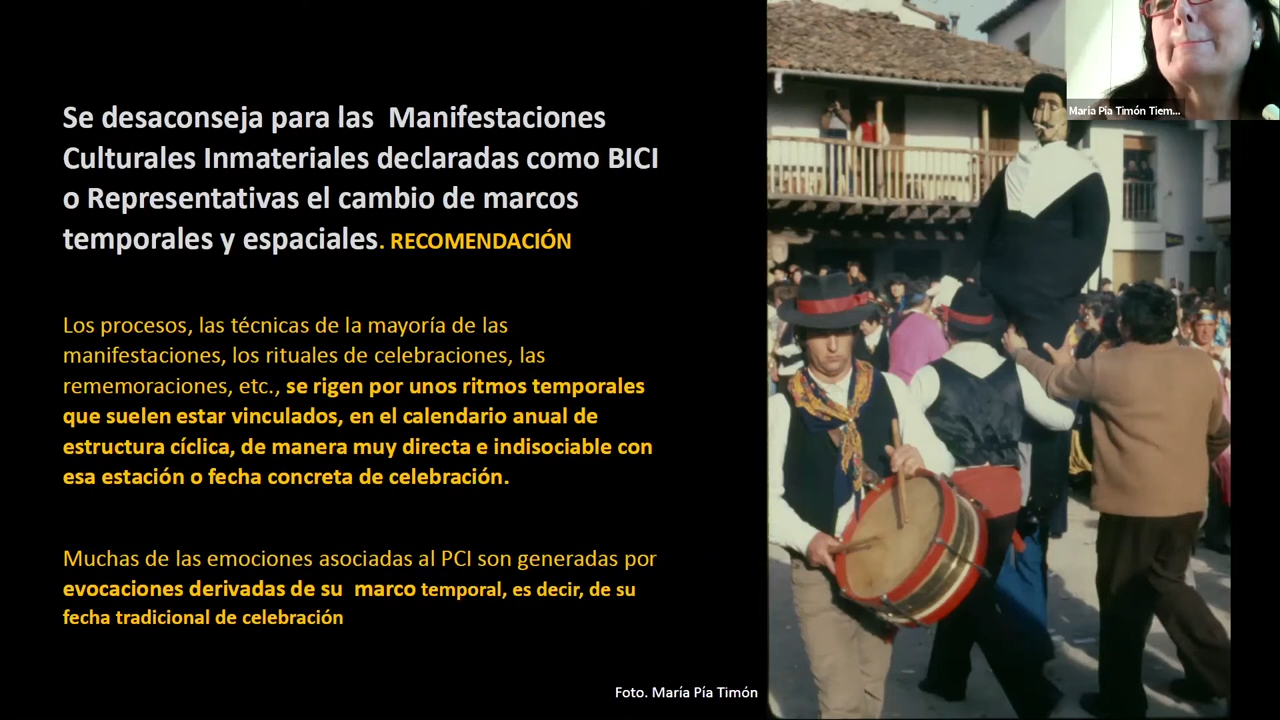 Se desaconseja para las Manifestaciones
Culturales Inmateriales declaradas como BICI
o Representativas el cambio de marcos
temporales y espaciales. RECOMENDACIÓN
Los procesos, las técnicas de la mayoría de las
manifestaciones, los rituales de celebraciones, las
rememoraciones, etc., se rigen por unos ritmos temporales
que suelen estar vinculados, en el calendario anual de
estructura cíclica, de manera muy directa e indisociable con
esa estación o fecha concreta de celebración.
Muchas de las emociones asociadas al PCI son generadas por
evocaciones derivadas de su marco temporal, es decir, de su
fecha tradicional de celebración
Foto. María Pía Timón
Maria Pía Timón Tiem...